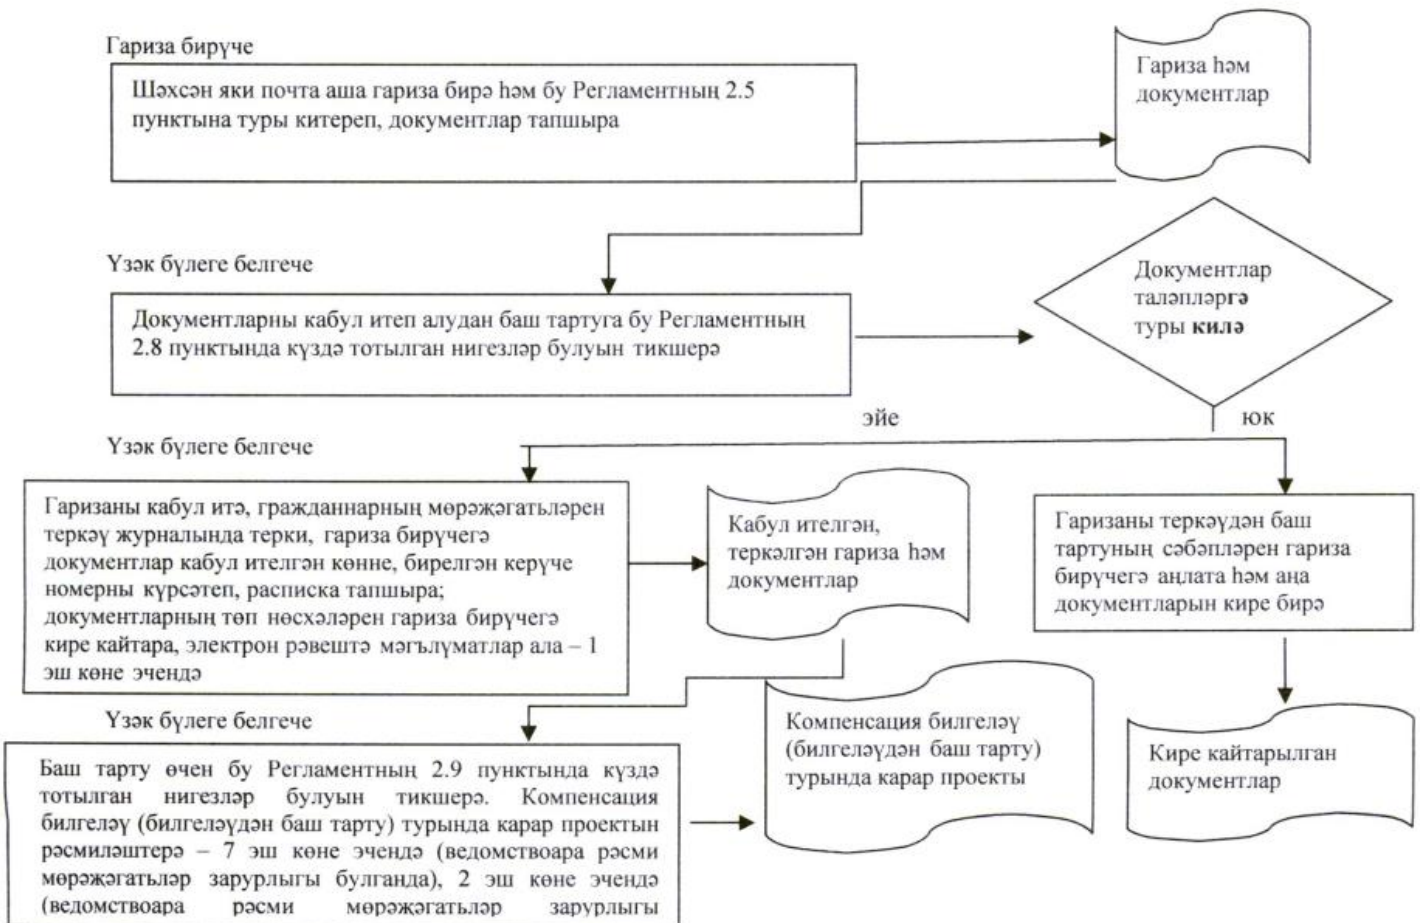 Гариза бирүче
Шәхсән яки почта аша гариза бирә һәм бу Регламентның 2.5
пунктына туры китереп, документлар тапшыра
Гариза һәм
документлар
Үзәк бүлеге белгече
Документларны кабул итеп алудан баш тартуга бу Регламентның
2.8 пунктында күздә тотылган нигезләр булуын тикшерә
Документлар
таләпләргә
туры килә
эйе
юк
Үзәк бүлеге белгече
Гаризаны кабул итә, гражданнарның мөрәҗәгатьләрен
теркәү журналында терки, гариза бирүчегә
документлар кабул ителгән көнне, бирелгән керүче
номерны күрсәтеп, расписка тапшыра;
документларның төп нөсхәләрен гариза бирүчегә
кире кайтара, электрон рәвештә мәгълүматлар ала – 1
эш көне эчендә
Кабул ителгән,
теркәлгән гариза һәм
документлар
Гаризаны теркәүдән баш
тартуның сәбәпләрен гариза
бирүчегә аңлата һәм аңа
документларын кире бирә
Үзәк бүлеге белгече
Баш тарту өчен бу Регламентның 2.9 пунктында күздә
тотылган нигезләр булуын тикшерә. Компенсация
билгеләү (билгеләүдән баш тарту) турында карар проектын
рәсмиләштерә – 7 эш көне эчендә (ведомствоара рәсми
мөрәҗәгатьләр зарурлыгы булганда), 2 эш көне эчендә
(ведомствоара рәсми мөрәҗәгатьләр зарурлыгы
Компенсация билгеләү
(билгеләүдән баш тарту)
турында карар проекты
Кире кайтарылган
документлар